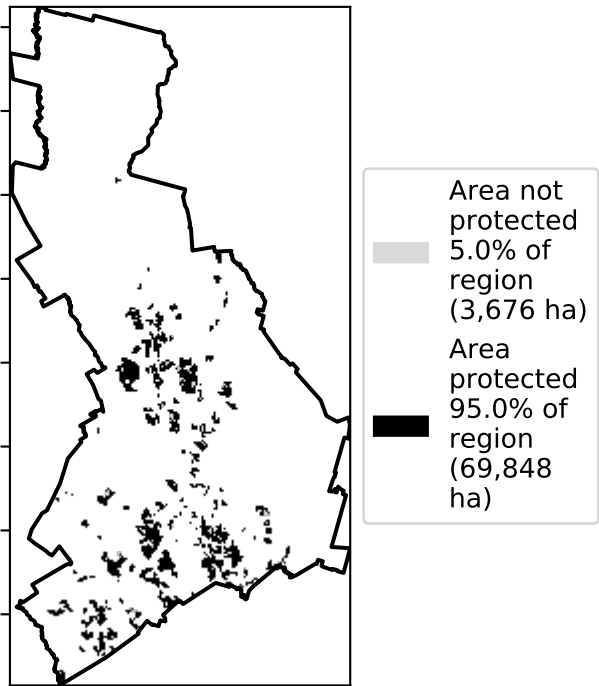 Area not
protected
5.0% of
region
(3,676 ha)
Area
protected
95.0% of
region
(69,848
ha)